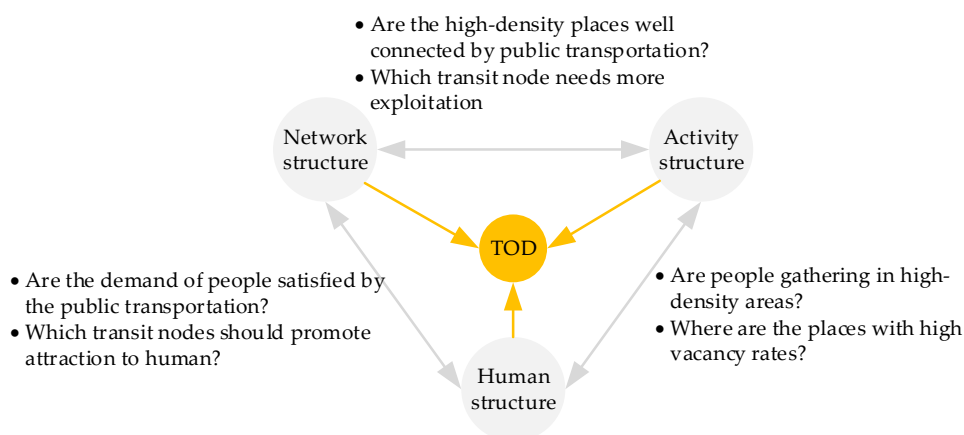 • Are the high-density places well
connected by public transportation?
• Which transit node needs more
exploitation
Network
structure
Activity
structure
TOD
• Are the demand of people satisfied by
the public transportation?
• Which transit nodes should promote
attraction to human?
• Are people gathering in high-
density areas?
• Where are the places with high
vacancy rates?
Human
structure